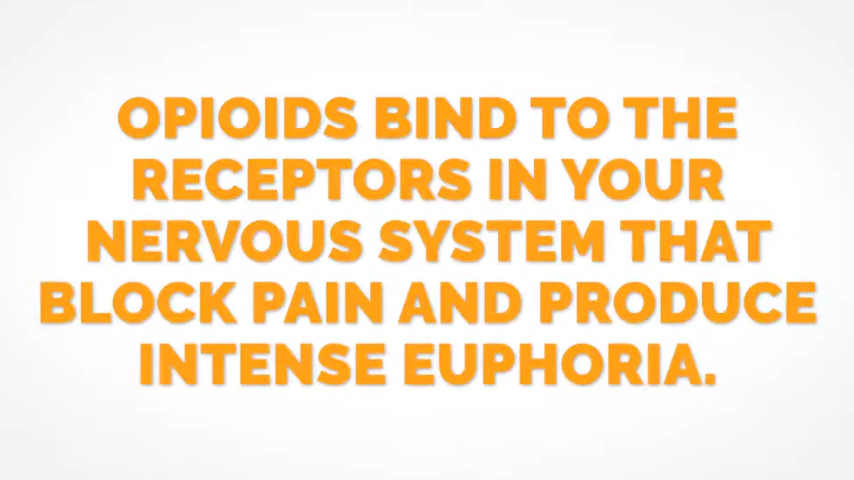 OPIOIDS BIND TO THE
RECEPTORS IN YOUR
NERVOUS SYSTEM THAT
BLOCK PAIN AND PRODUCE
INTENSE EUPHORIA.